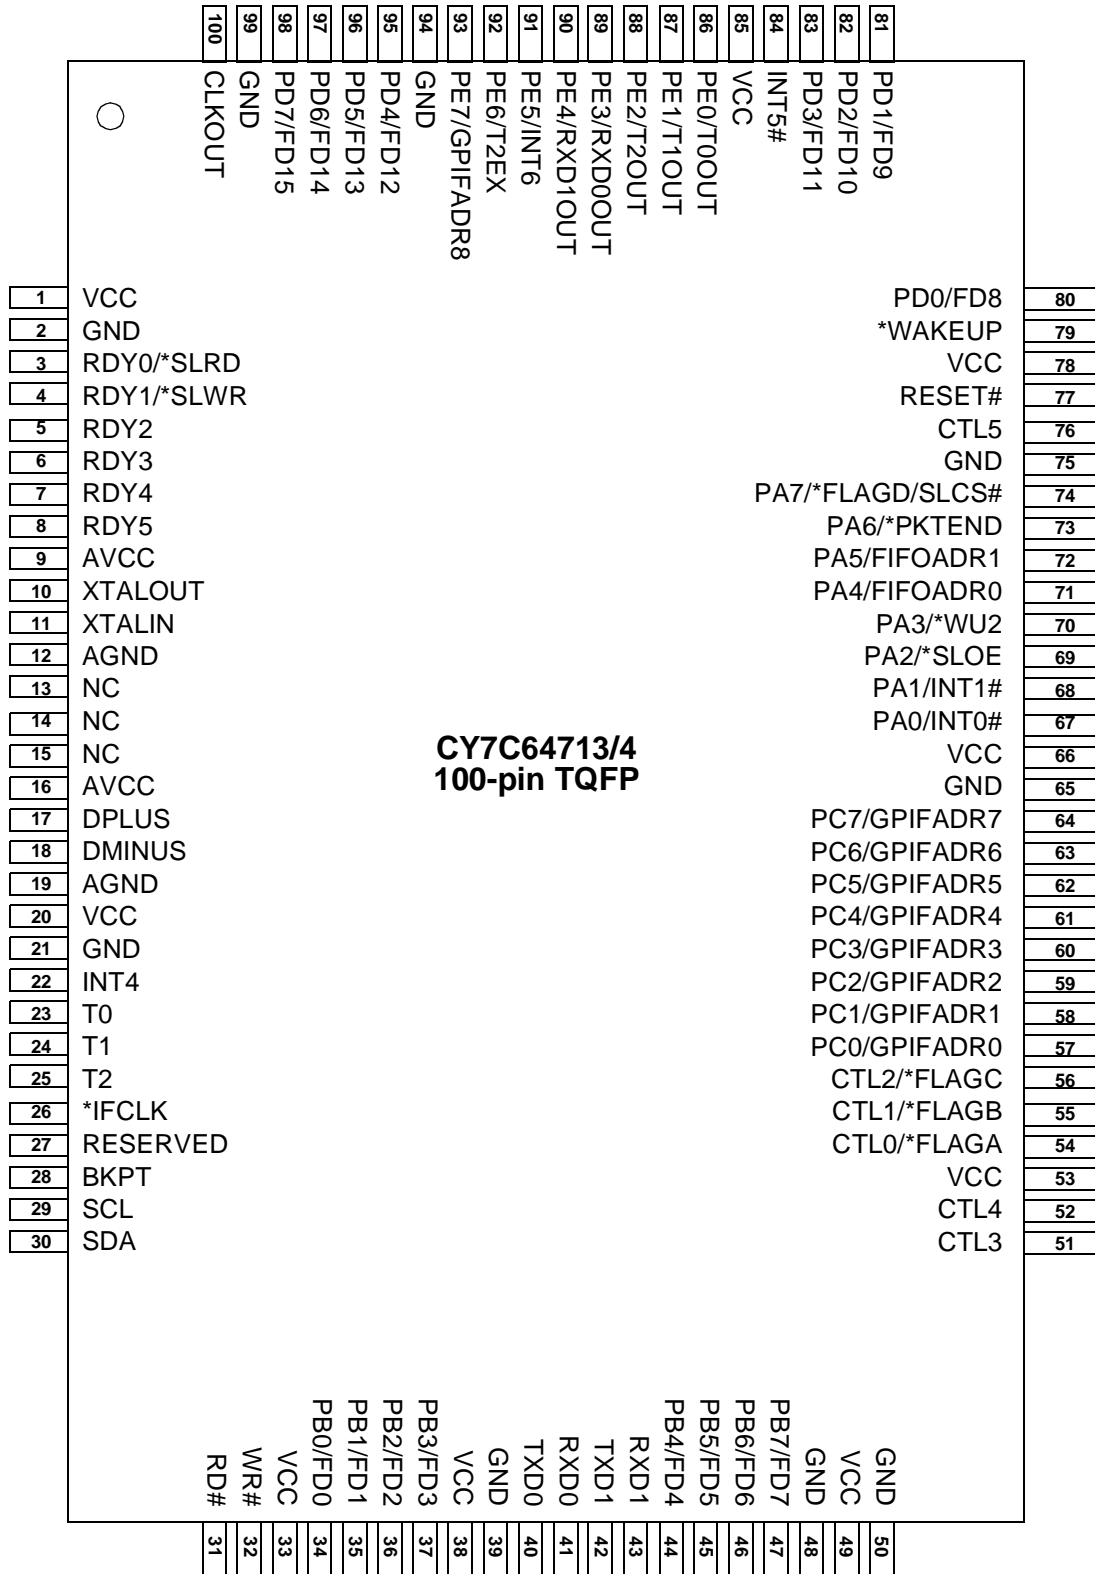 100 99 98 97 96 95 94 93 92 91 90 89 88 87 86 85 84 83 82 81
CLKOUT
GND
PD7/FD15
PD6/FD14
PD5/FD13
PD4/FD12
GND
PE7/GPIFADR8
PE6/T2EX
PE5/INT6
PE4/RXD1OUT
PE3/RXD0OUT
PE2/T2OUT
PE1/T1OUT
PE0/T0OUT
VCC
INT5#
PD3/FD11
PD2/FD10
PD1/FD9
1 VCC
2 GND
3 RDY0/*SLRD
4 RDY1/*SLWR
5 RDY2
6 RDY3
7 RDY4
8 RDY5
9 AVCC
10 XTALOUT
11 XTALIN
12 AGND
13 NC
14 NC
15 NC
16 AVCC
17 DPLUS
18 DMINUS
19 AGND
20 VCC
21 GND
22 INT4
23 T0
24 T1
25 T2
26 *IFCLK
27 RESERVED
28 BKPT
29 SCL
30 SDA
CY7C64713/4
100-pin TQFP
PD0/FD8 80
*WAKEUP 79
VCC 78
RESET# 77
CTL5 76
GND 75
PA7/*FLAGD/SLCS# 74
PA6/*PKTEND 73
PA5/FIFOADR1 72
PA4/FIFOADR0 71
PA3/*WU2 70
PA2/*SLOE 69
PA1/INT1# 68
PA0/INT0# 67
VCC 66
GND 65
PC7/GPIFADR7 64
PC6/GPIFADR6 63
PC5/GPIFADR5 62
PC4/GPIFADR4 61
PC3/GPIFADR3 60
PC2/GPIFADR2 59
PC1/GPIFADR1 58
PC0/GPIFADR0 57
CTL2/*FLAGC 56
CTL1/*FLAGB 55
CTL0/*FLAGA 54
VCC 53
CTL4 52
CTL3 51
RD#
WR#
VCC
PB0/FD0
PB1/FD1
PB2/FD2
PB3/FD3
VCC
GND
TXD0
RXD0
TXD1
RXD1
PB4/FD4
PB5/FD5
PB6/FD6
PB7/FD7
GND
VCC
GND
31 32 33 34 35 36 37 38 39 40 41 42 43 44 45 46 47 48 49 50